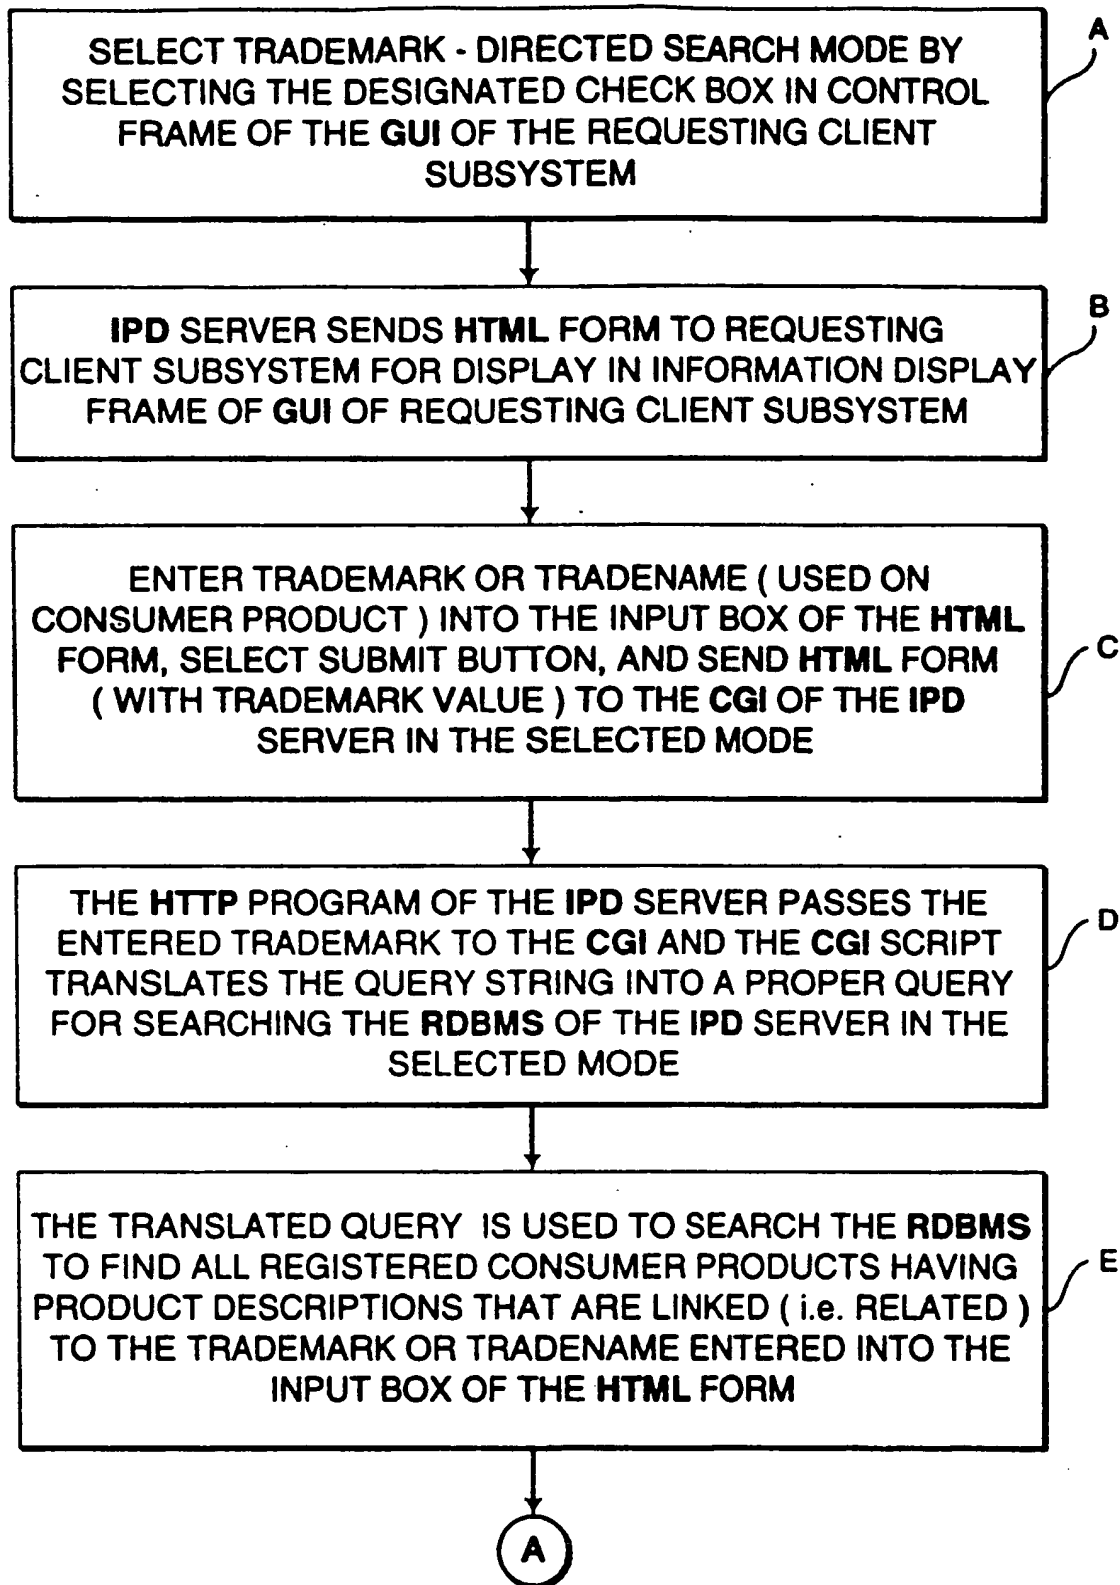 SELECT TRADEMARK - DIRECTED SEARCH MODE BY
SELECTING THE DESIGNATED CHECK BOX IN CONTROL
FRAME OF THE GUI OF THE REQUESTING CLIENT
SUBSYSTEM
A
IPD SERVER SENDS HTML FORM TO REQUESTING
CLIENT SUBSYSTEM FOR DISPLAY IN INFORMATION DISPLAY
FRAME OF GUI OF REQUESTING CLIENT SUBSYSTEM
B
ENTER TRADEMARK OR TRADENAME ( USED ON
CONSUMER PRODUCT ) INTO THE INPUT BOX OF THE HTML
FORM, SELECT SUBMIT BUTTON, AND SEND HTML FORM
( WITH TRADEMARK VALUE ) TO THE CGI OF THE IPD
SERVER IN THE SELECTED MODE
C
THE HTTP PROGRAM OF THE IPD SERVER PASSES THE
ENTERED TRADEMARK TO THE CGI AND THE CGI SCRIPT
TRANSLATES THE QUERY STRING INTO A PROPER QUERY
FOR SEARCHING THE RDBMS OF THE IPD SERVER IN THE
SELECTED MODE
D
THE TRANSLATED QUERY IS USED TO SEARCH THE RDBMS
TO FIND ALL REGISTERED CONSUMER PRODUCTS HAVING
PRODUCT DESCRIPTIONS THAT ARE LINKED ( i.e. RELATED )
TO THE TRADEMARK OR TRADENAME ENTERED INTO THE
INPUT BOX OF THE HTML FORM
E
A